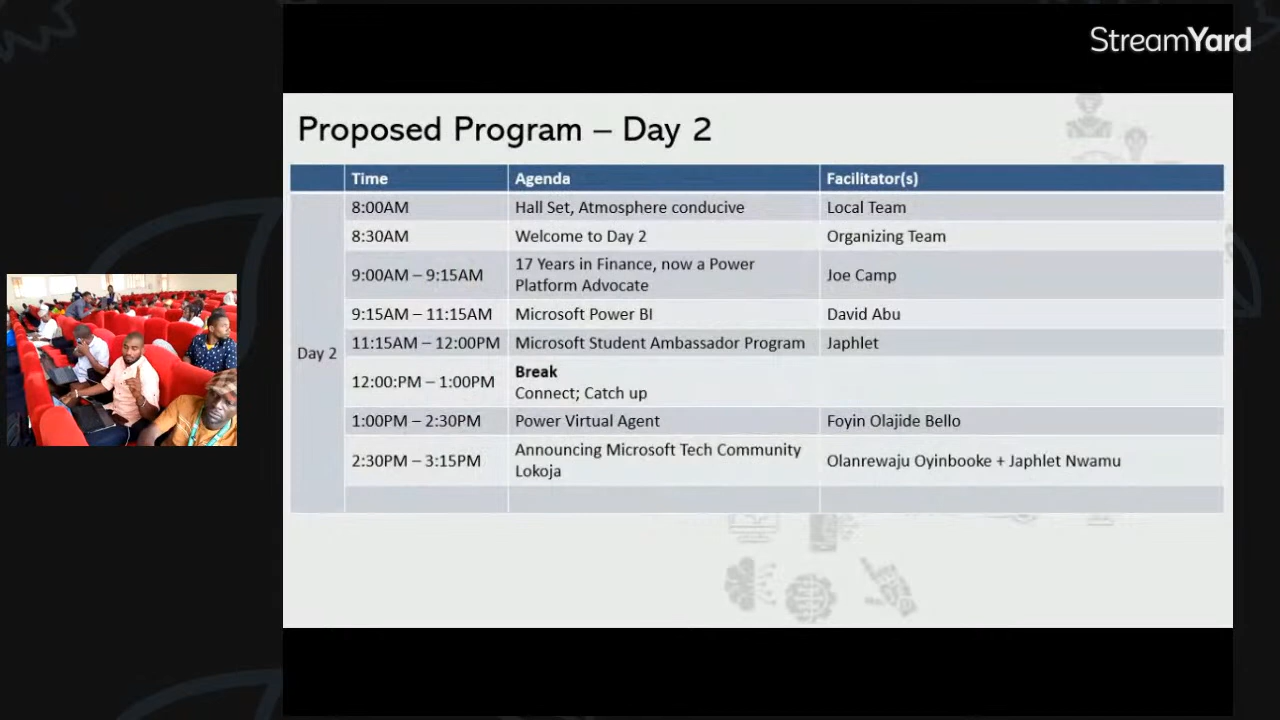 StreamYard
Proposed Program – Day 2
Time Agenda Facilitator(s)
8:00AM Hall Set, Atmosphere conducive Local Team
8:30AM Welcome to Day 2 Organizing Team
9:00AM – 9:15AM 17 Years in Finance, now a Power
Platform Advocate Joe Camp
9:15AM – 11:15AM Microsoft Power BI David Abu
11:15AM – 12:00PM Microsoft Student Ambassador Program Japhlet
Day 2
12:00:PM – 1:00PM Break
Connect; Catch up
1:00PM – 2:30PM Power Virtual Agent Foyin Olajide Bello
2:30PM – 3:15PM Announcing Microsoft Tech Community
Lokoja Olanrewaju Oyinbooke + Japhlet Nwamu